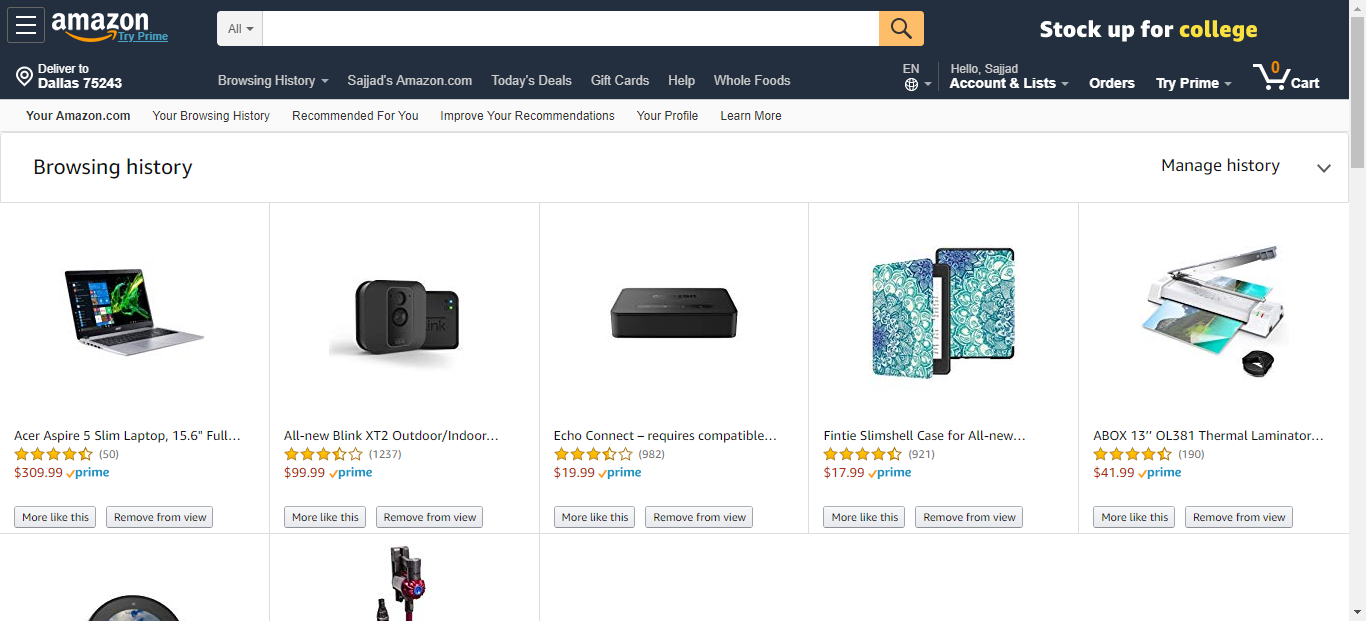 amazon
Try Prime
All
Stock up for college
Deliver to
Dallas 75243
Browsing History
Sajjad's Amazon.com
Today's Deals
Gift Cards
Help
Whole Foods
EN
Hello, Sajjad
Account & Lists
Orders
Try Prime
0
Cart
Your Amazon.com
Your Browsing History
Recommended For You
Improve Your Recommendations
Your Profile
Learn More
Browsing history
Manage history
Acer Aspire 5 Slim Laptop, 15.6" Full...
(50)
$309.99 prime
More like this
Remove from view
All-new Blink XT2 Outdoor/Indoor...
(1237)
$99.99 prime
More like this
Remove from view
Echo Connect – requires compatible...
(982)
$19.99 prime
More like this
Remove from view
Fintie Slimshell Case for All-new...
(921)
$17.99 prime
More like this
Remove from view
ABOX 13’’ OL381 Thermal Laminator...
(190)
$41.99 prime
More like this
Remove from view